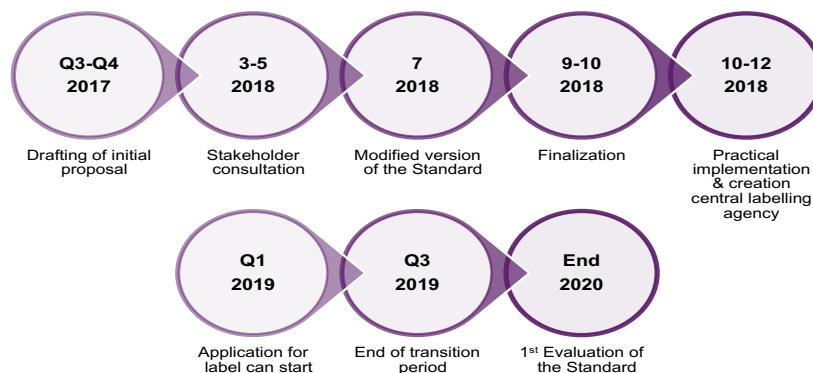 Q3-Q4
2017
3-5
2018
7
2018
9-10
2018
10-12
2018
Drafting of initial
proposal
Stakeholder
consultation
Modified version
of the Standard
Finalization
Practical
implementation
& creation
central labelling
agency
Q1
2019
Q3
2019
End
2020
Application for
label can start
End of transition
period
1st Evaluation of
the Standard